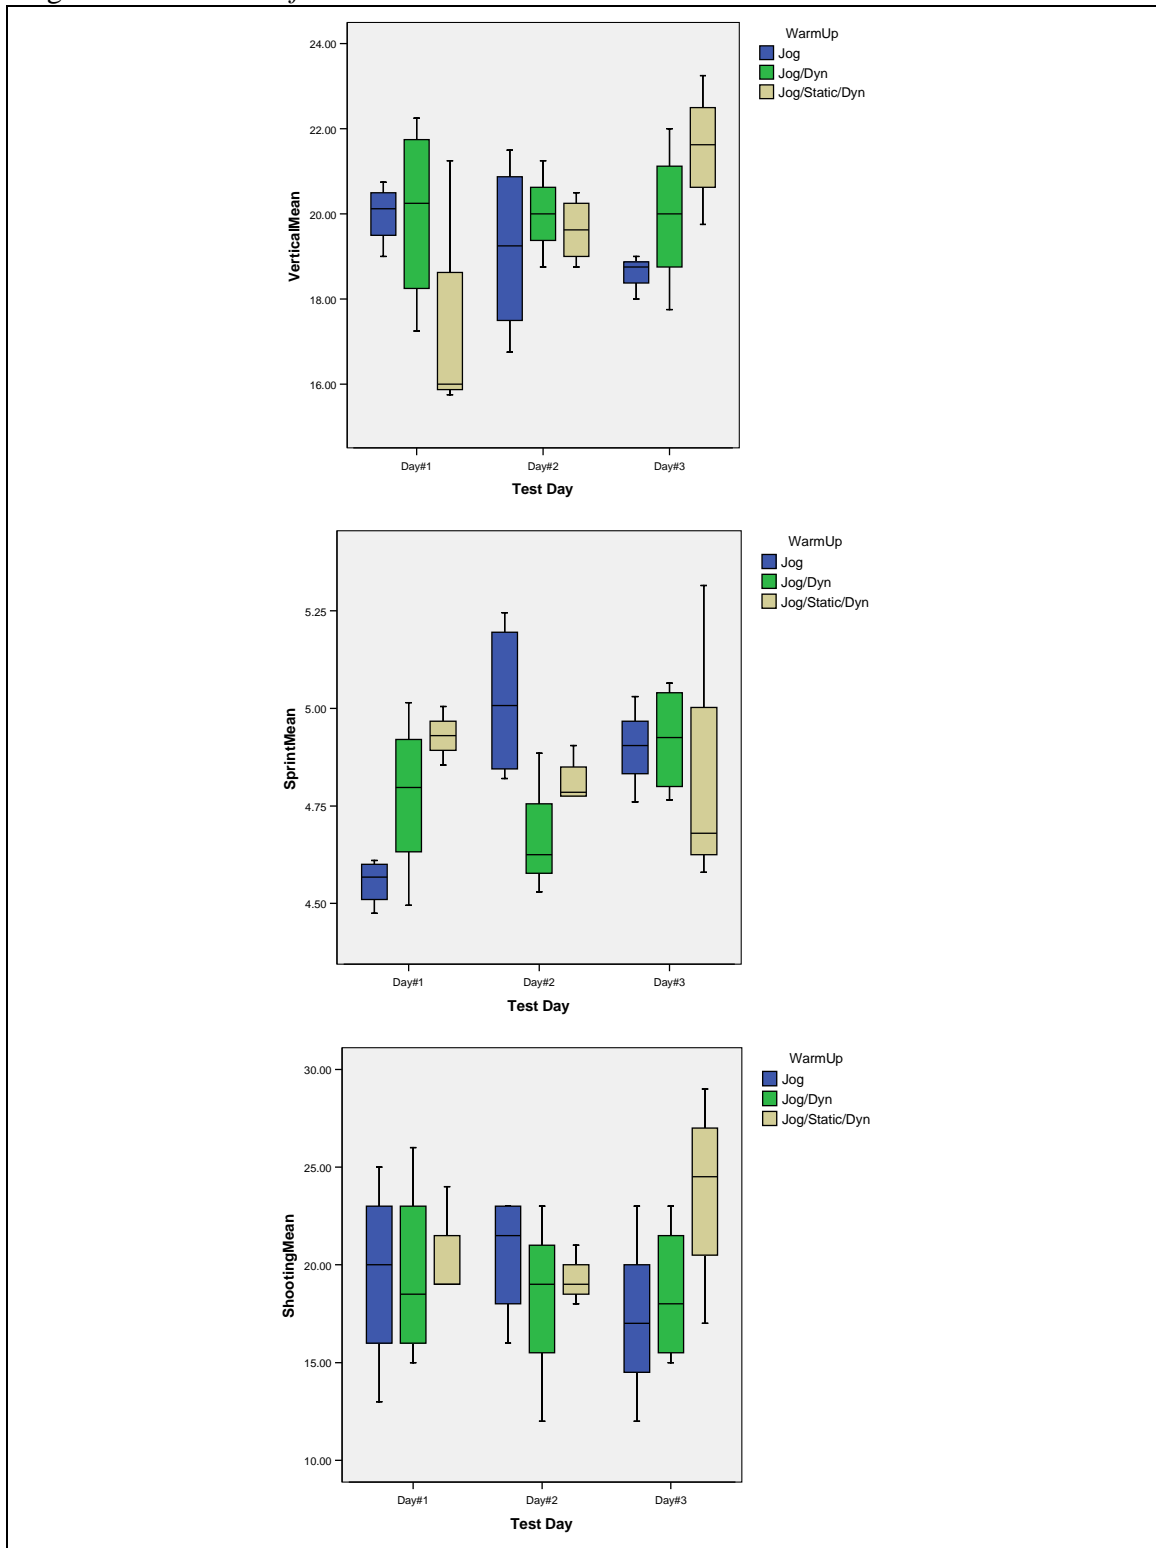 WarmUp
Jog
Jog/Dyn
Jog/Static/Dyn
24.00
22.00
20.00
18.00
16.00
VerticalMean
Day#1 Day#2 Day#3
Test Day
WarmUp
Jog
Jog/Dyn
Jog/Static/Dyn
5.25
5.00
4.75
4.50
SprintMean
Day#1 Day#2 Day#3
Test Day
WarmUp
Jog
Jog/Dyn
Jog/Static/Dyn
30.00
25.00
20.00
15.00
10.00
ShootingMean
Day#1 Day#2 Day#3
Test Day